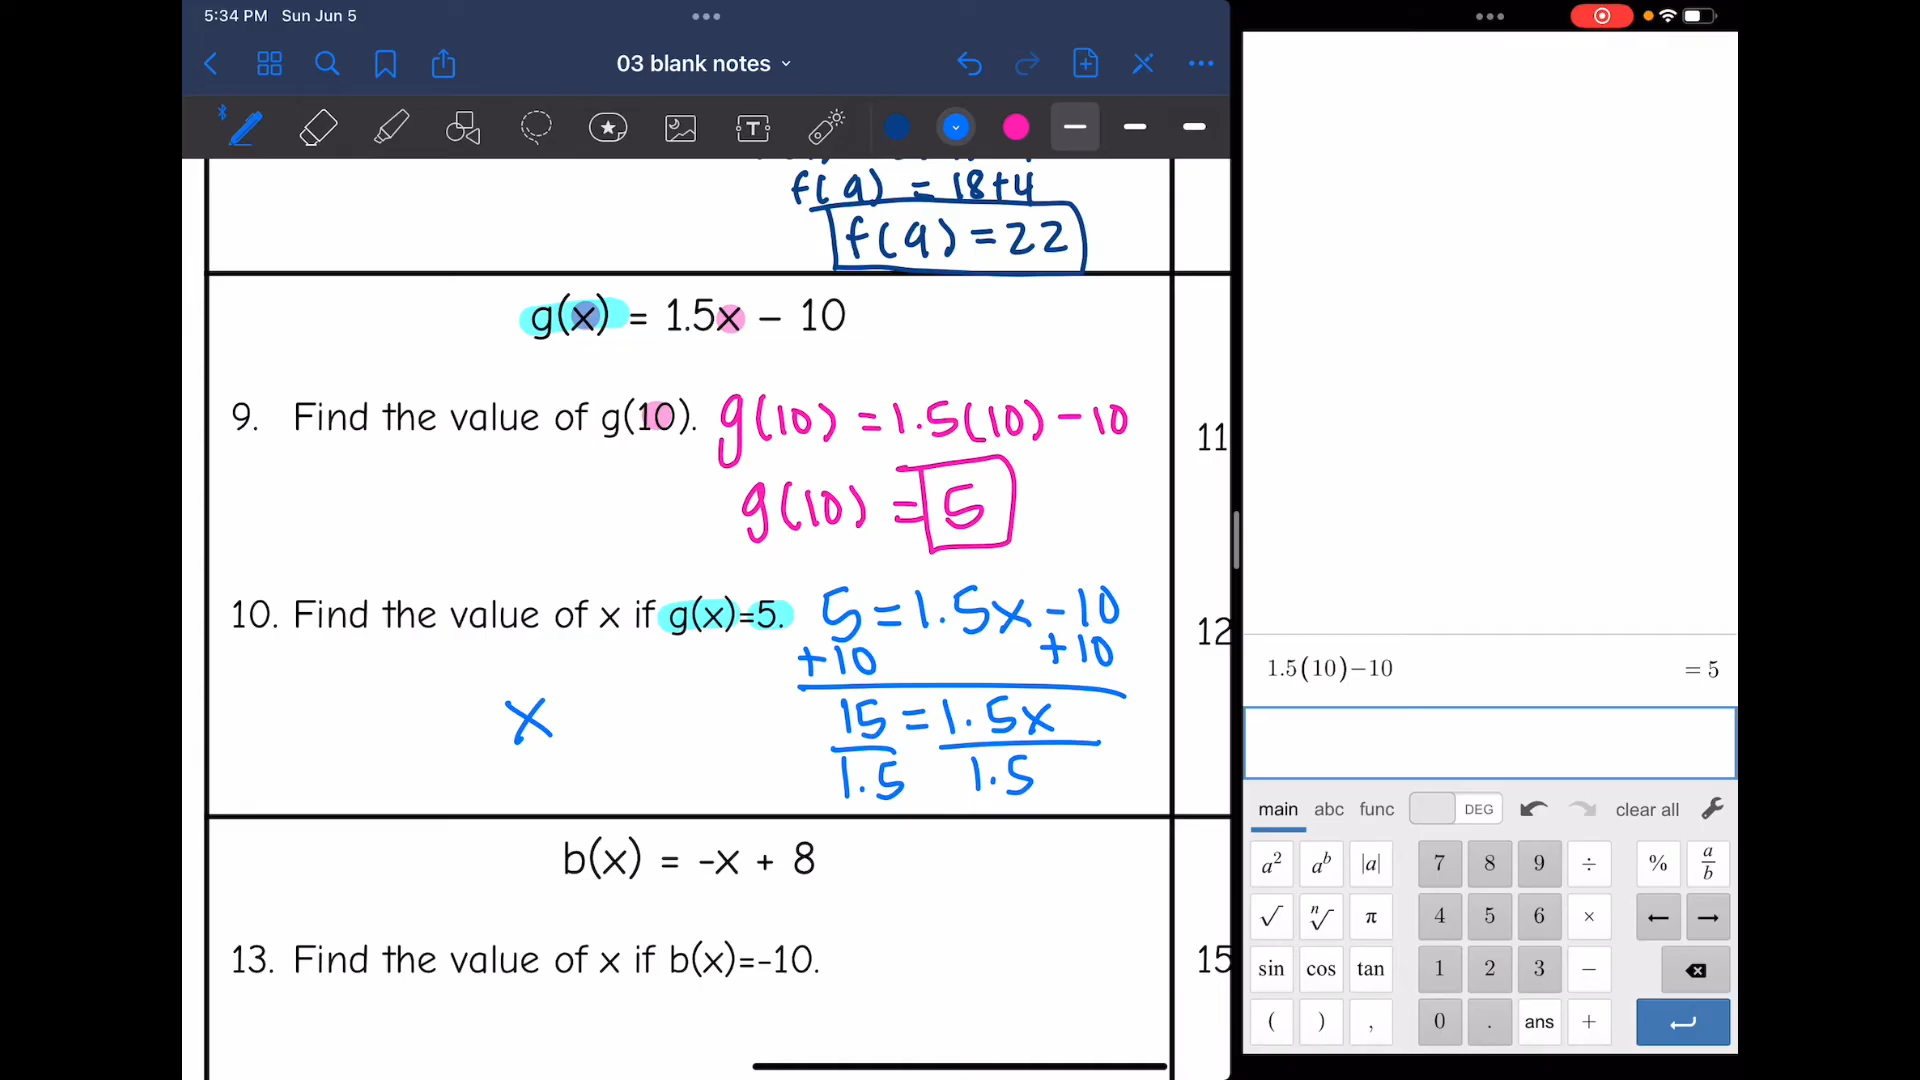 5:34 PM Sun Jun 5
03 blank notes
f(9) = 18+4
f(9) = 22
g(x) = 1.5x − 10
9. Find the value of g(10). g(10) = 1.5(10) − 10
g(10) = 5
10. Find the value of x if g(x)=5. 5 = 1.5x − 10
+10 +10
15 = 1.5x
1.5 1.5
x
b(x) = -x + 8
13. Find the value of x if b(x)=-10.
11
12
15
1.5(10)−10 = 5
main abc func DEG clear all
a² aᵇ |a| 7 8 9 ÷ % a/b
√ ⁿ√ π 4 5 6 × ← →
sin cos tan 1 2 3 −
( ) , 0 . ans +